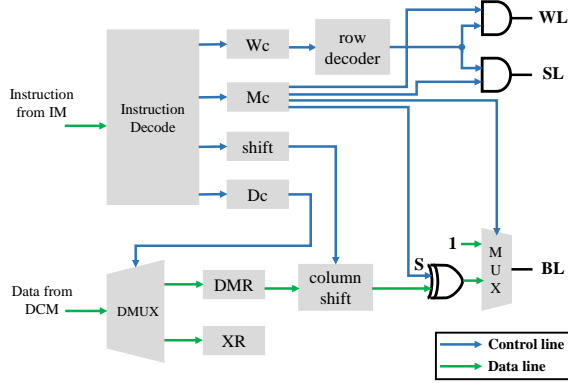 WL
Wc
row
decoder
SL
Instruction
from IM
Instruction
Decode
Mc
shift
Dc
S
1
M
U
X
BL
Data from
DCM
DMUX
DMR
column
shift
XR
Control line
Data line